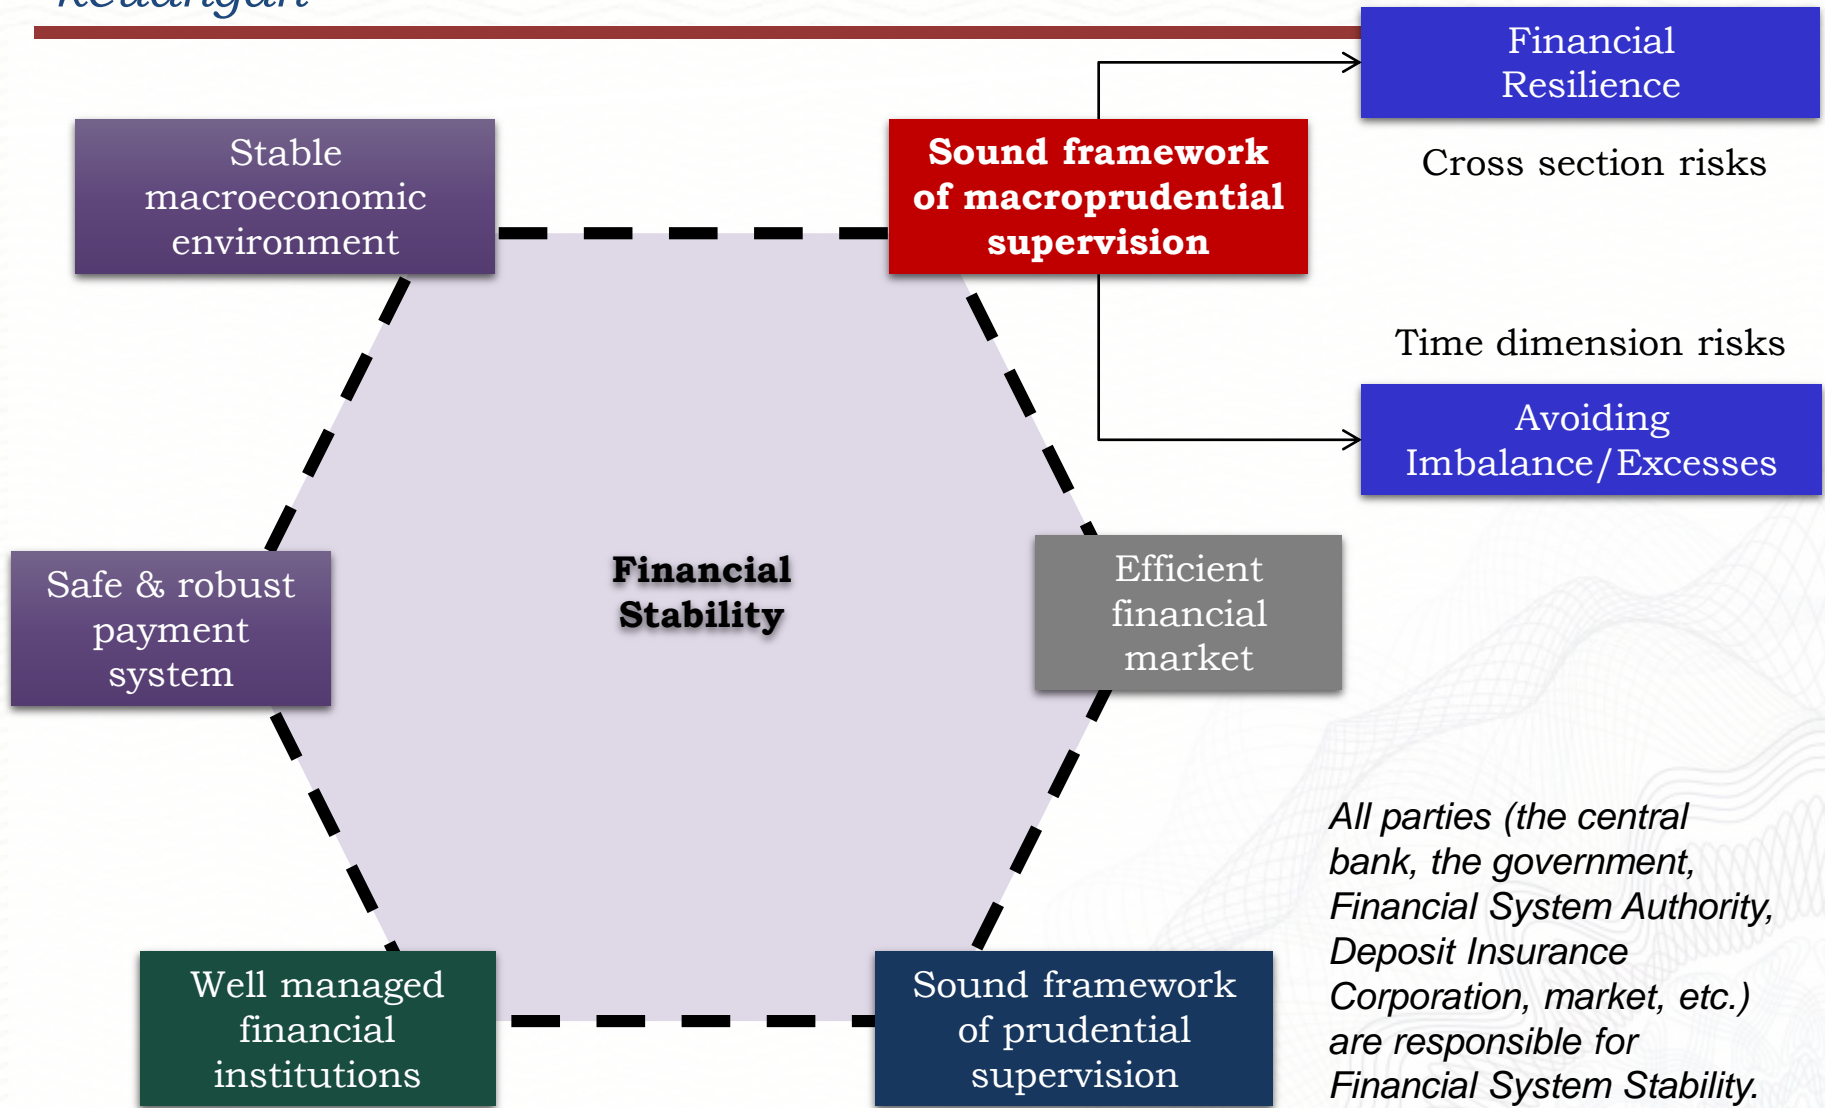 keuangan
Financial
Resilience
Stable
macroeconomic
environment
Sound framework
of macroprudential
supervision
Cross section risks
Time dimension risks
Avoiding
Imbalance/Excesses
Safe & robust
payment
system
Financial
Stability
Efficient
financial
market
Well managed
financial
institutions
Sound framework
of prudential
supervision
All parties (the central
bank, the government,
Financial System Authority,
Deposit Insurance
Corporation, market, etc.)
are responsible for
Financial System Stability.